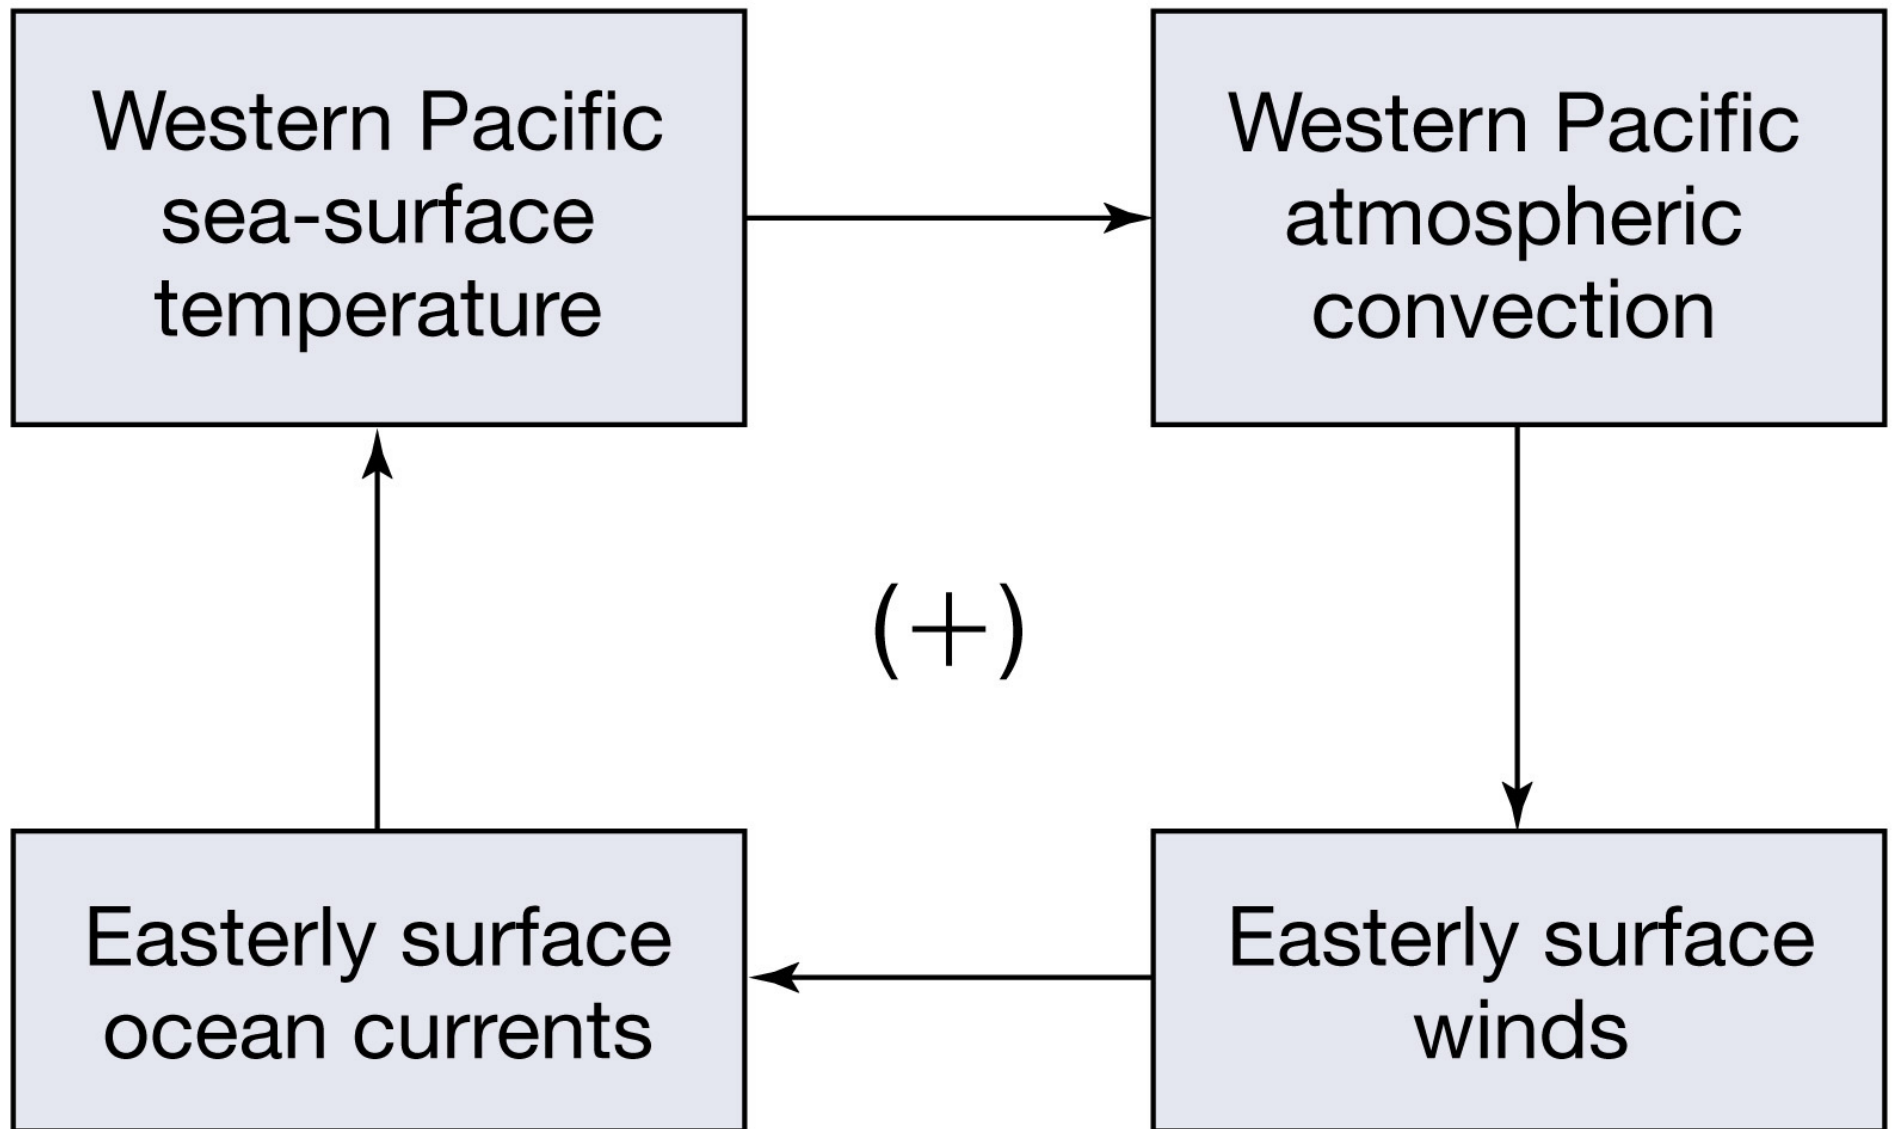 Western Pacific
sea-surface
temperature
Western Pacific
atmospheric
convection
(+)
Easterly surface
ocean currents
Easterly surface
winds